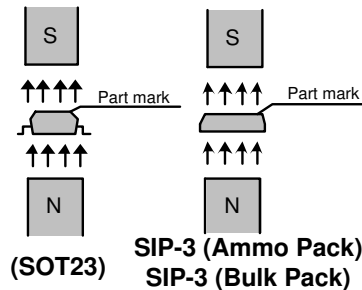 S
S
Part mark
Part mark
N
N
(SOT23)
SIP-3 (Ammo Pack)
SIP-3 (Bulk Pack)